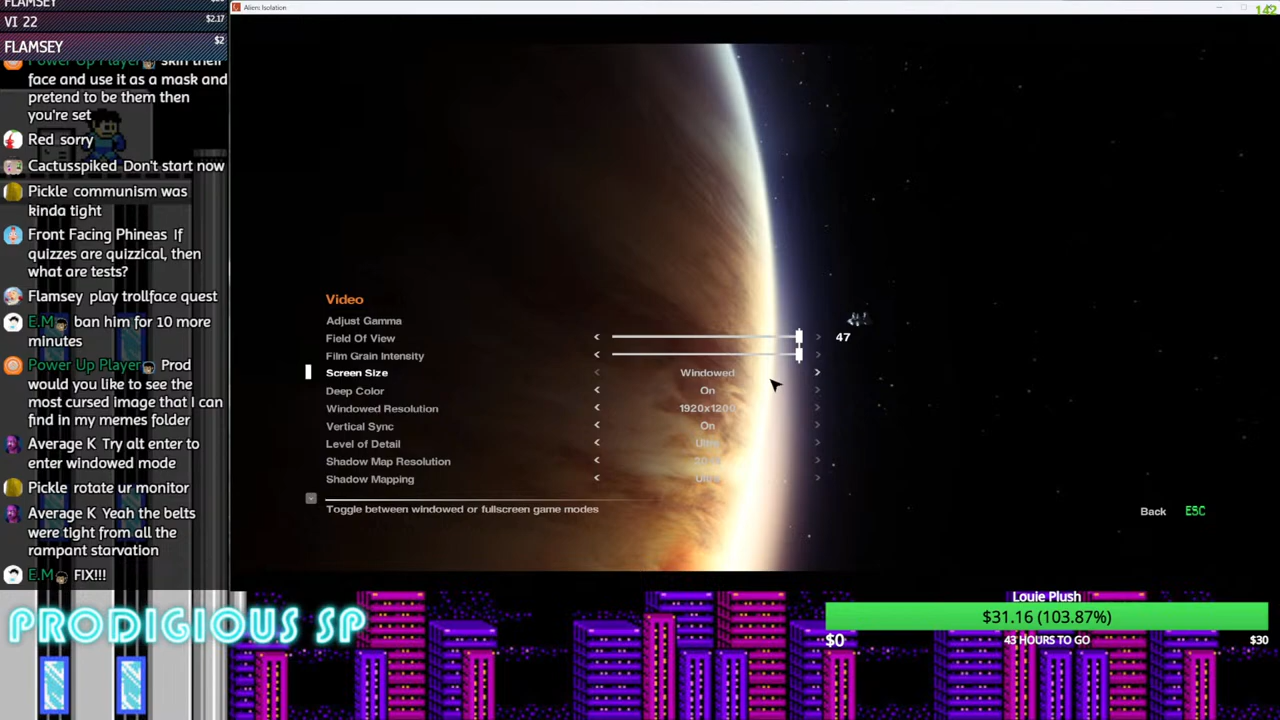 FLAMSEY
VI 22 $2.17
FLAMSEY $2
Power Up Player skin their
face and use it as a mask and
pretend to be them then
you're set
Red sorry
Cactusspiked Don't start now
Pickle communism was
kinda tight
Front Facing Phineas If
quizzes are quizzical, then
what are tests?
Flamsey play trollface quest
E.M ban him for 10 more
minutes
Power Up Player Prod
would you like to see the
most cursed image that I can
find in my memes folder
Average K Try alt enter to
enter windowed mode
Pickle rotate ur monitor
Average K Yeah the belts
were tight from all the
rampant starvation
E.M FIX!!!
PRODIGIOUS SP
Alien: Isolation
142
Video
Adjust Gamma
Field Of View 47
Film Grain Intensity
Screen Size Windowed
Deep Color On
Windowed Resolution 1920x1200
Vertical Sync On
Level of Detail Ultra
Shadow Map Resolution
Shadow Mapping Ultra
Toggle between windowed or fullscreen game modes
Back ESC
Louie Plush
$31.16 (103.87%)
$0 43 HOURS TO GO $30